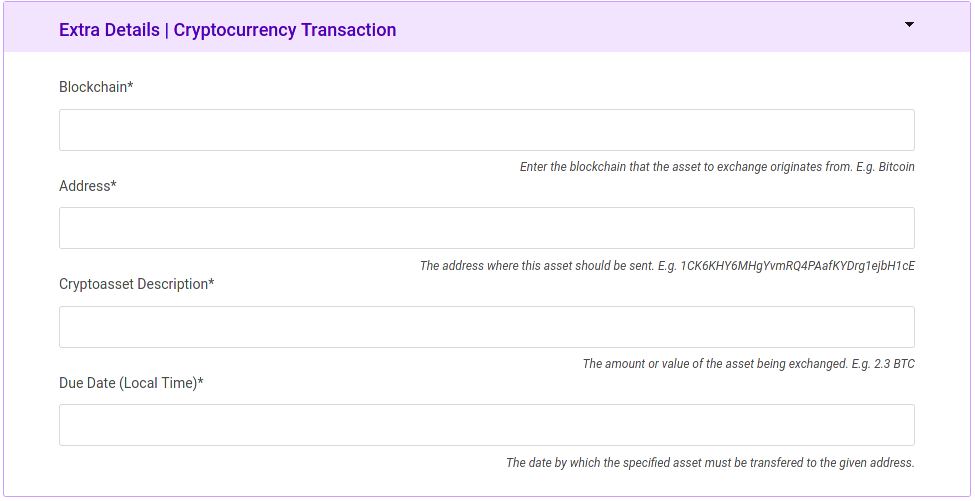 Extra Details | Cryptocurrency Transaction
Blockchain*
Enter the blockchain that the asset to exchange originates from. E.g. Bitcoin
Address*
The address where this asset should be sent. E.g. 1CK6KHY6MHgYvmRQ4PAafKYDrg1ejbH1cE
Cryptoasset Description*
The amount or value of the asset being exchanged. E.g. 2.3 BTC
Due Date (Local Time)*
The date by which the specified asset must be transfered to the given address.